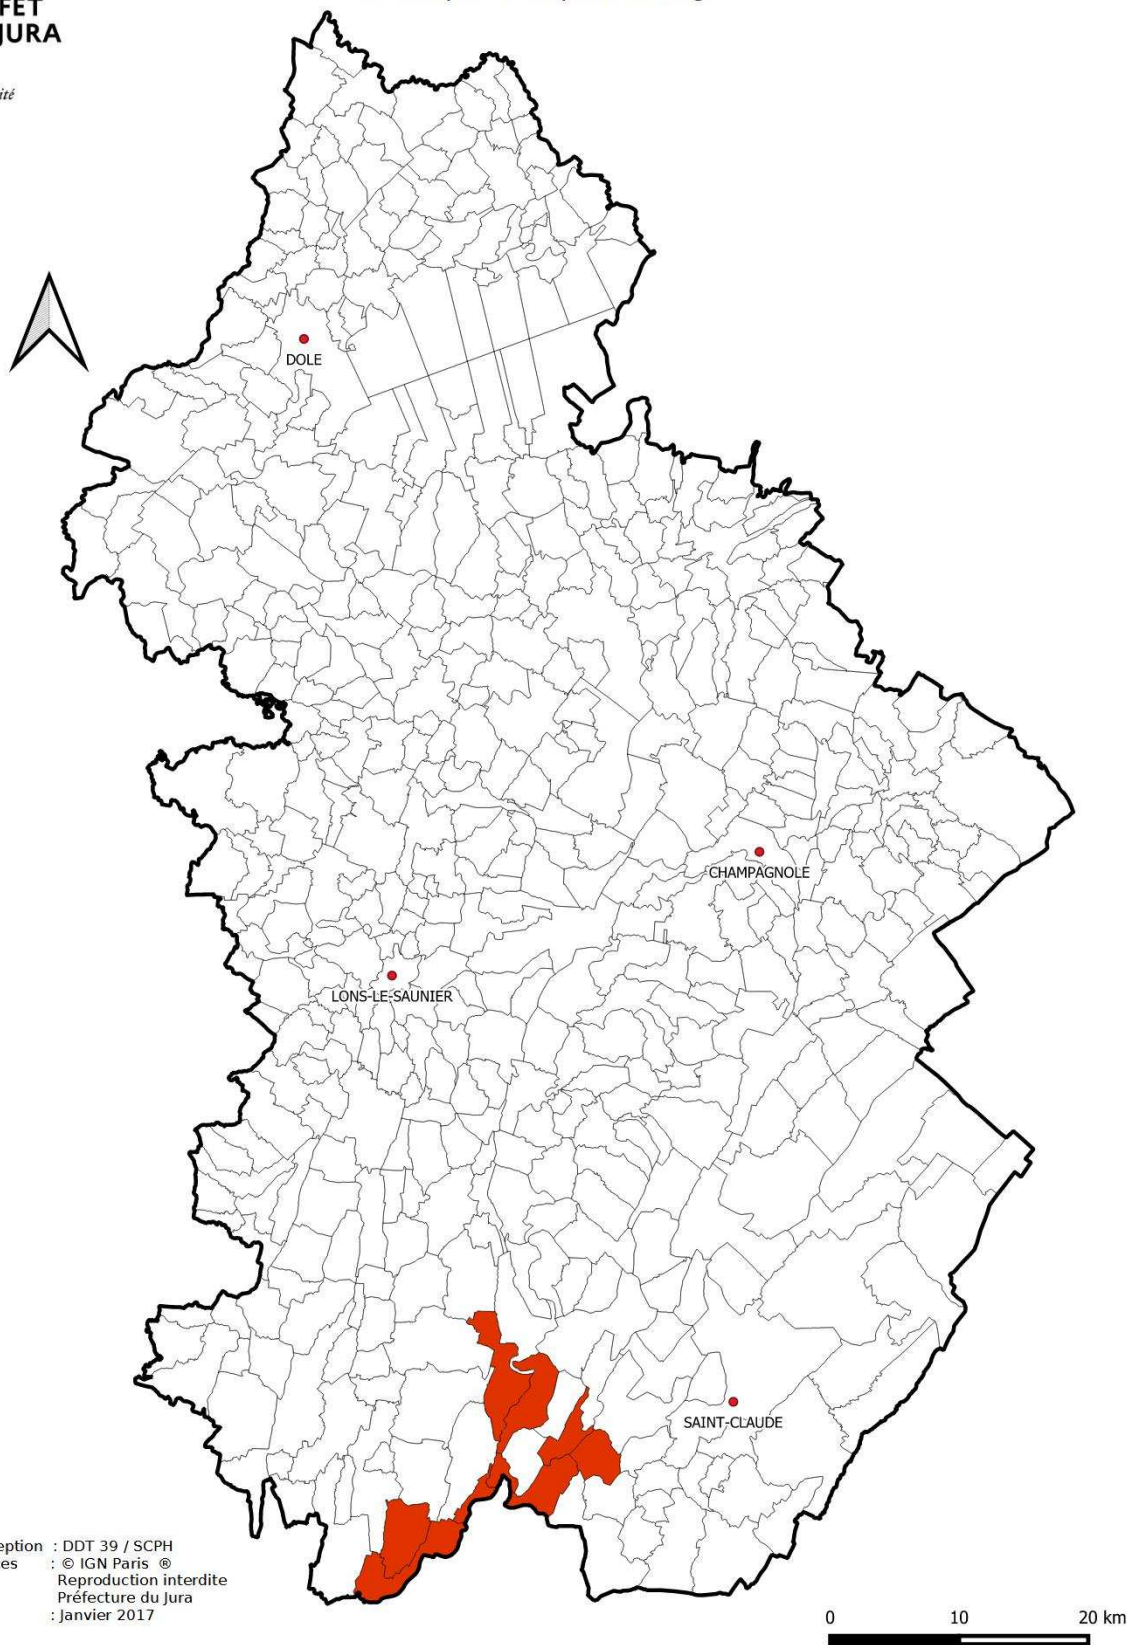 FET
JURA
ité
DOLE
CHAMPAGNOLE
LONS-LE-SAUNIER
SAINT-CLAUDE
eption : DDT 39 / SCPH
es : © IGN Paris ®
Reproduction interdite
Préfecture du Jura
: Janvier 2017
0 10 20 km